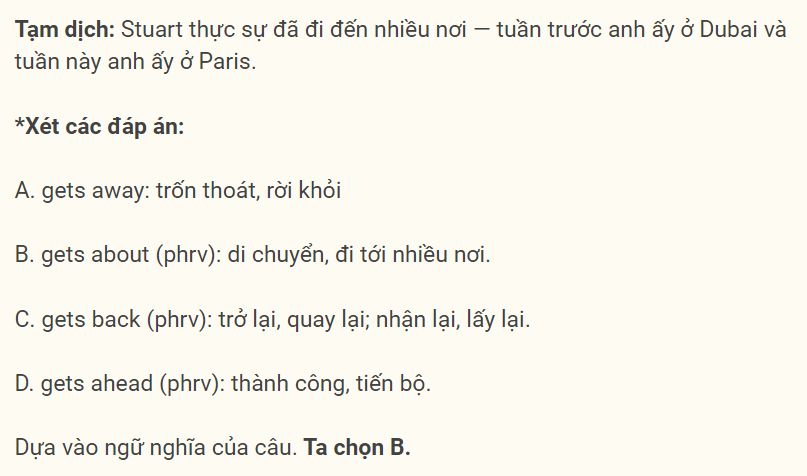 Tạm dịch: Stuart thực sự đã đi đến nhiều nơi — tuần trước anh ấy ở Dubai và
tuần này anh ấy ở Paris.
*Xét các đáp án:
A. gets away: trốn thoát, rời khỏi
B. gets about (phrv): di chuyển, đi tới nhiều nơi.
C. gets back (phrv): trở lại, quay lại; nhận lại, lấy lại.
D. gets ahead (phrv): thành công, tiến bộ.
Dựa vào ngữ nghĩa của câu. Ta chọn B.